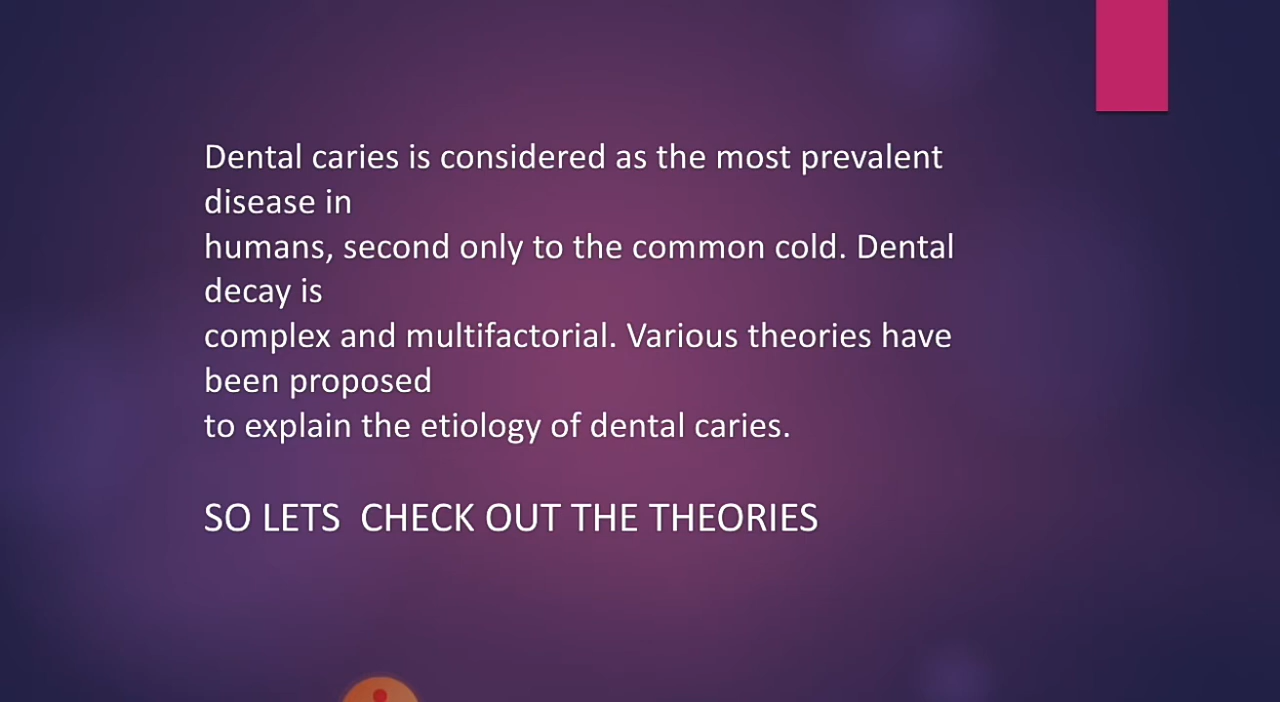 Dental caries is considered as the most prevalent
disease in
humans, second only to the common cold. Dental
decay is
complex and multifactorial. Various theories have
been proposed
to explain the etiology of dental caries.
SO LETS  CHECK OUT THE THEORIES